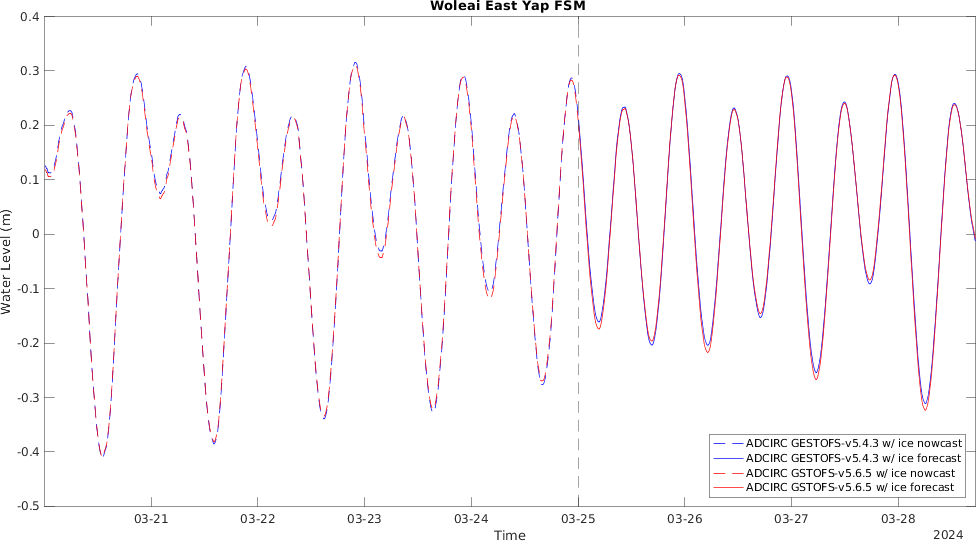 Woleai East Yap FSM
0.4
0.3
0.2
0.1
0
-0.1
-0.2
-0.3
-0.4
-0.5
Water Level (m)
ADCIRC GESTOFS-v5.4.3 w/ ice nowcast
ADCIRC GESTOFS-v5.4.3 w/ ice forecast
ADCIRC GSTOFS-v5.6.5 w/ ice nowcast
ADCIRC GSTOFS-v5.6.5 w/ ice forecast
03-21 03-22 03-23 03-24 03-25 03-26 03-27 03-28
Time
2024